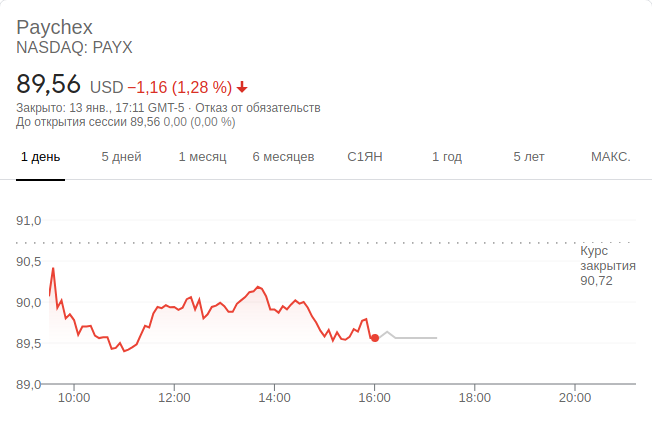 Paychex
NASDAQ: PAYX
89,56 USD −1,16 (1,28 %)
Закрыто: 13 янв., 17:11 GMT-5 · Отказ от обязательств
До открытия сессии 89,56 0,00 (0,00 %)
1 день 5 дней 1 месяц 6 месяцев С1ЯН 1 год 5 лет МАКС.
91,0
Курс
закрытия
90,72
90,5
90,0
89,5
89,0
10:00 12:00 14:00 16:00 18:00 20:00